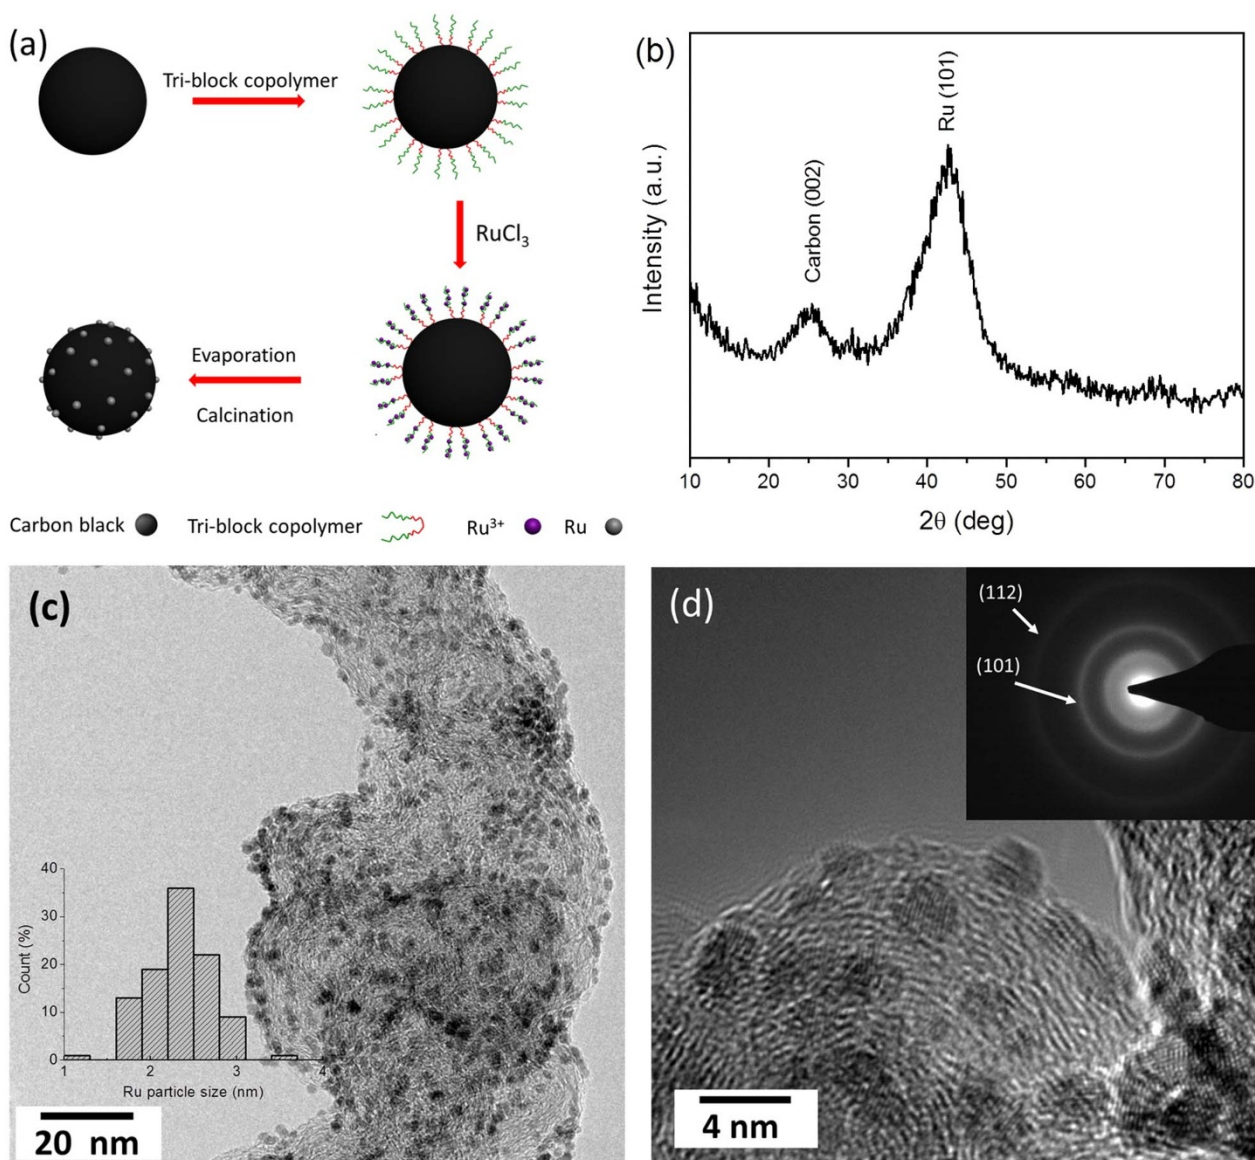 (a)
Tri-block copolymer
RuCl₃
Evaporation
Calcination
Carbon black
Tri-block copolymer
Ru³⁺
Ru
(b)
Intensity (a.u.)
Carbon (002)
Ru (101)
10 20 30 40 50 60 70 80
2θ (deg)
(c)
Count (%)
40
30
20
10
0
1 2 3 4
Ru particle size (nm)
20 nm
(d)
(112)
(101)
4 nm